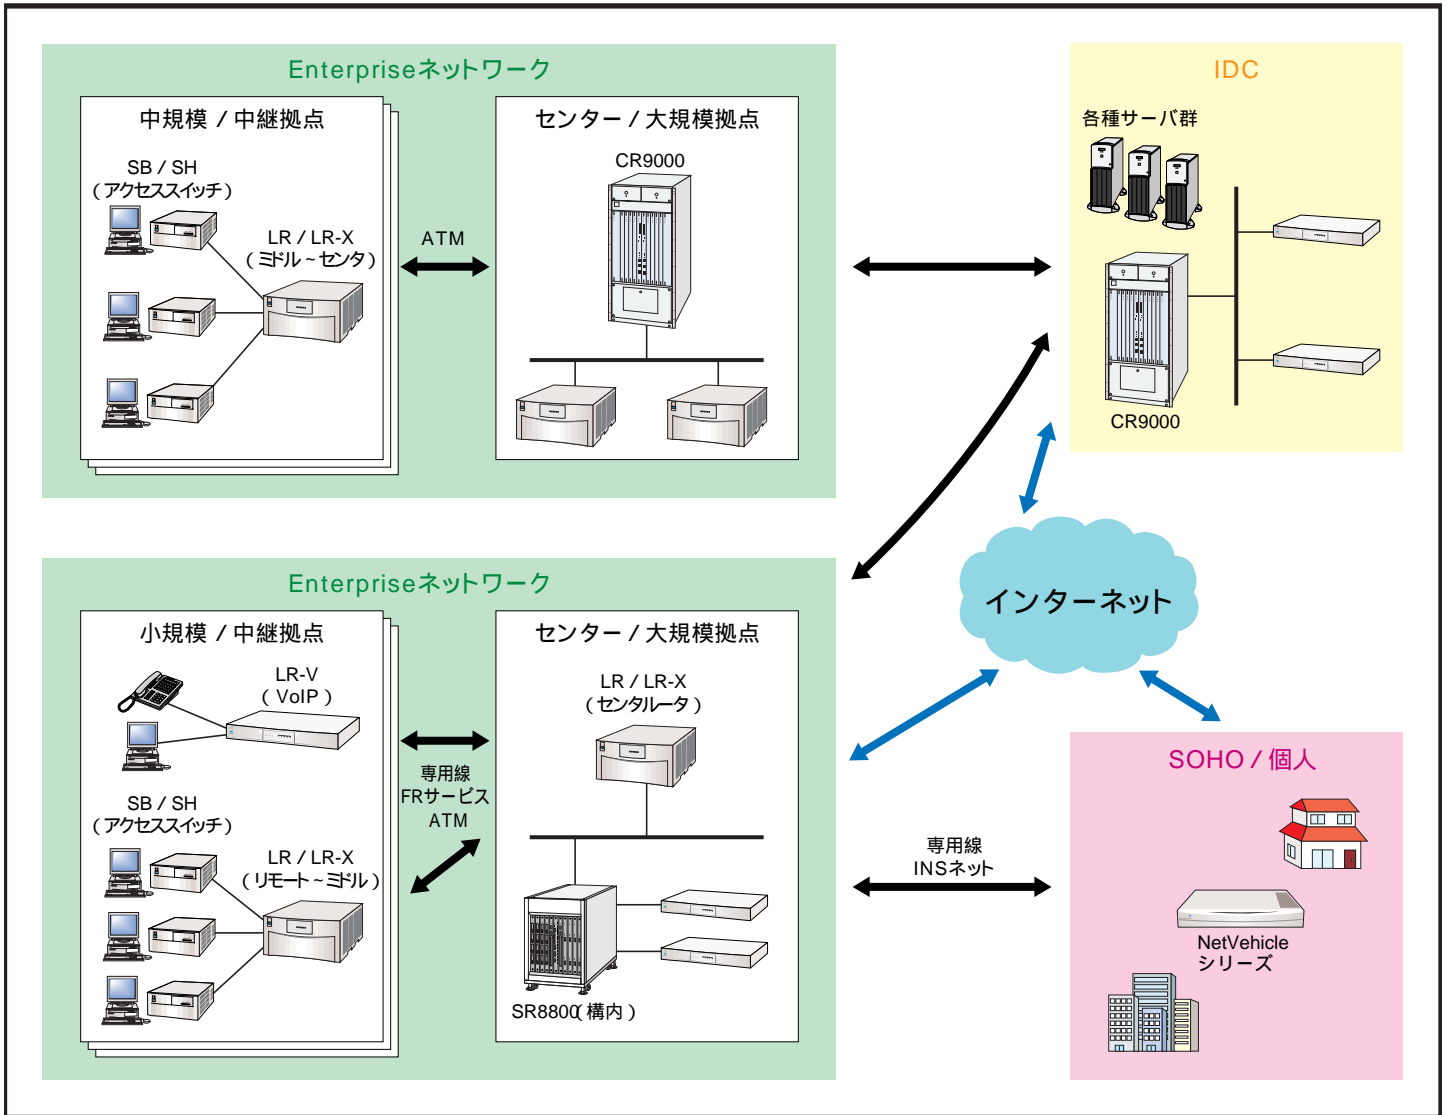 Enterpriseネットワーク
中規模 / 中継拠点
SB / SH
(アクセススイッチ)
LR / LR-X
(ミドル~センタ)
ATM
センター / 大規模拠点
CR9000
IDC
各種サーバ群
CR9000
インターネット
Enterpriseネットワーク
小規模 / 中継拠点
LR-V
(VoIP)
SB / SH
(アクセススイッチ)
LR / LR-X
(リモート~ミドル)
専用線
FRサービス
ATM
センター / 大規模拠点
LR / LR-X
(センタルータ)
SR8800(構内)
専用線
INSネット
SOHO / 個人
NetVehicle
シリーズ